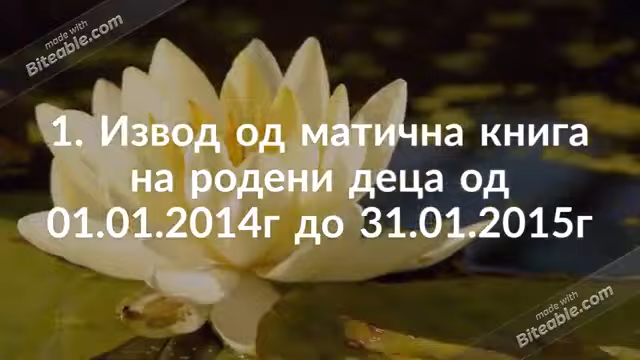 made with
Biteable.com
1. Извод од матична книга
на родени деца од
01.01.2014г до 31.01.2015г
made with
Biteable.com